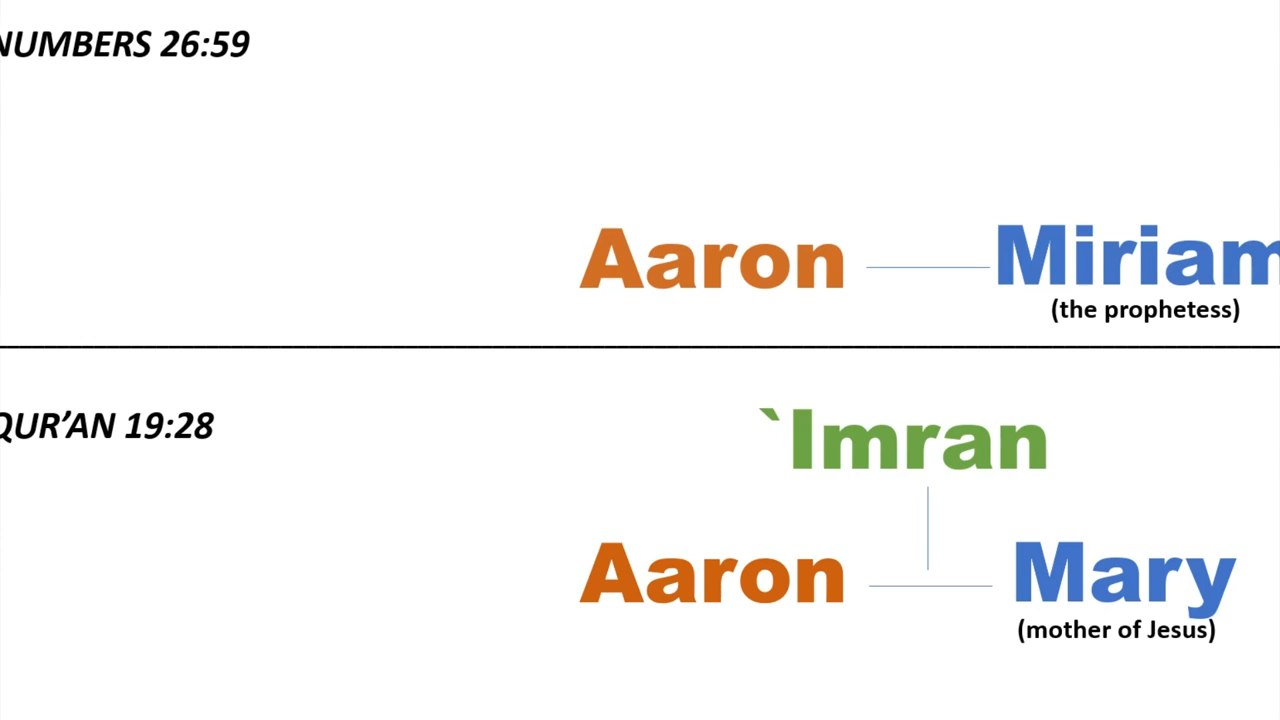 NUMBERS 26:59
Aaron Miriam
(the prophetess)
QUR’AN 19:28
`Imran
Aaron Mary
(mother of Jesus)